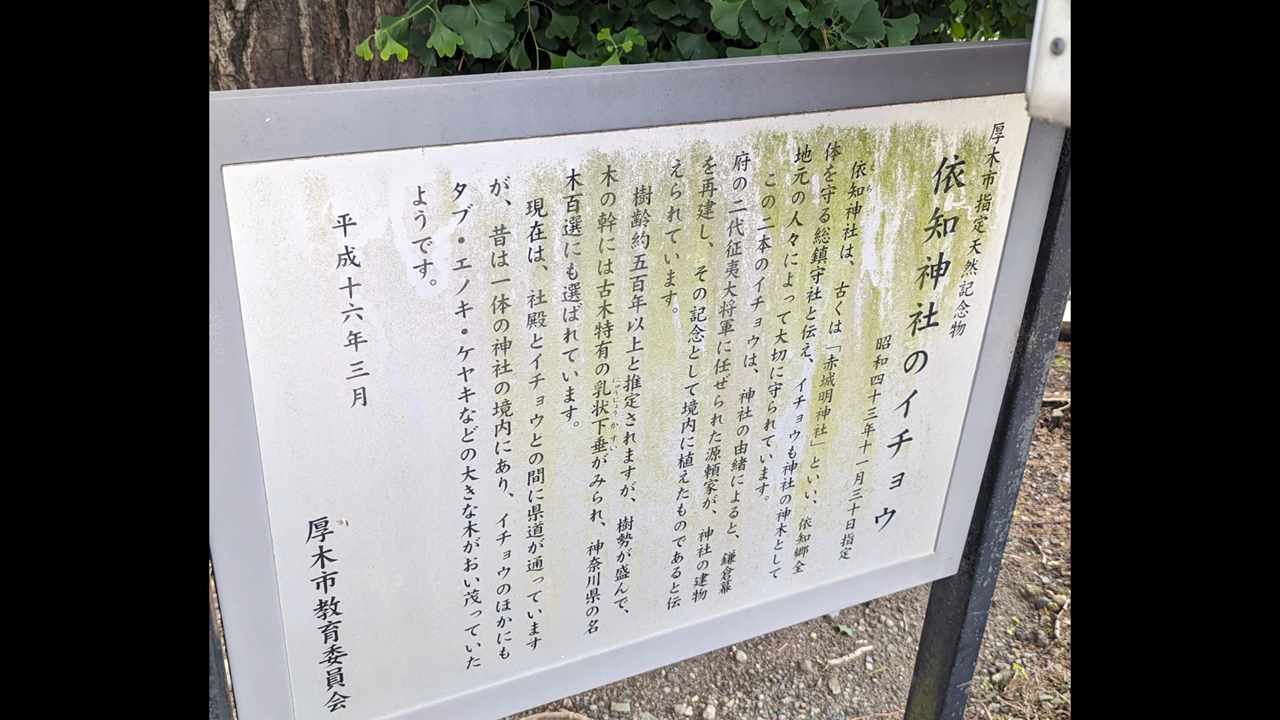 厚木市指定天然記念物
依知神社のイチョウ
昭和四十三年十一月三十日指定
依知神社は、古くは「赤城明神社」といい、依知郷全
体を守る総鎮守社と伝え、イチョウも神社の神木として
地元の人々によって大切に守られています。
この二本のイチョウは、神社の由緒によると、鎌倉幕
府の二代征夷大将軍に任ぜられた源頼家が、神社の建物
を再建し、その記念として境内に植えたものであると伝
えられています。
樹齢約五百年以上と推定されますが、樹勢が盛んで、
木の幹には古木特有の乳状下垂がみられ、神奈川県の名
にゅうじょうかすい
木百選にも選ばれています。
現在は、社殿とイチョウとの間に県道が通っています
が、昔は一体の神社の境内にあり、イチョウのほかにも
タブ・エノキ・ケヤキなどの大きな木がおい茂っていた
ようです。
平成十六年三月
厚木市教育委員会